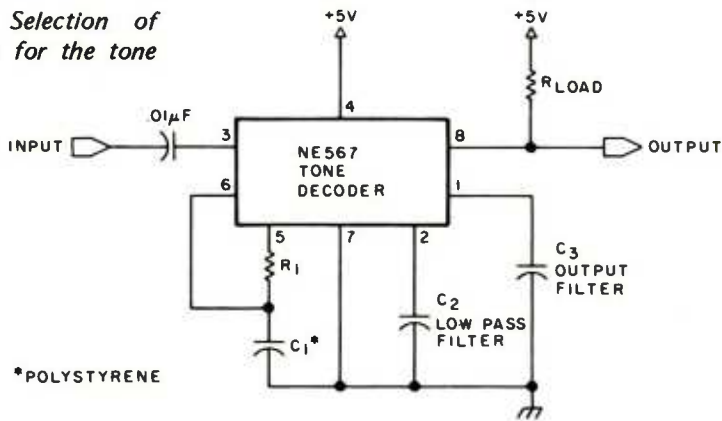 Selection of
for the tone
+5V
+5V
RLOAD
.01µF
4
INPUT
3
NE567
TONE
DECODER
8
OUTPUT
6
1
5
7
2
R1
C3
OUTPUT
FILTER
C2
LOW PASS
FILTER
C1*
*POLYSTYRENE